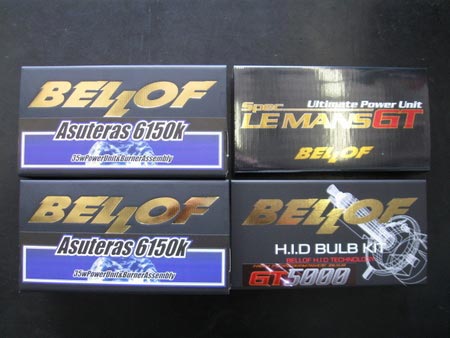 BELLOF
Asuteras 6150k
35wPowerUnit&BurnerAssembly
Ultimate Power Unit
Spec
LE MANS GT
BELLOF
BELLOF
Asuteras 6150k
35wPowerUnit&BurnerAssembly
BELLOF
H.I.D BULB KIT
BELLOF H.I.D TECHNOLOGY
GT5000